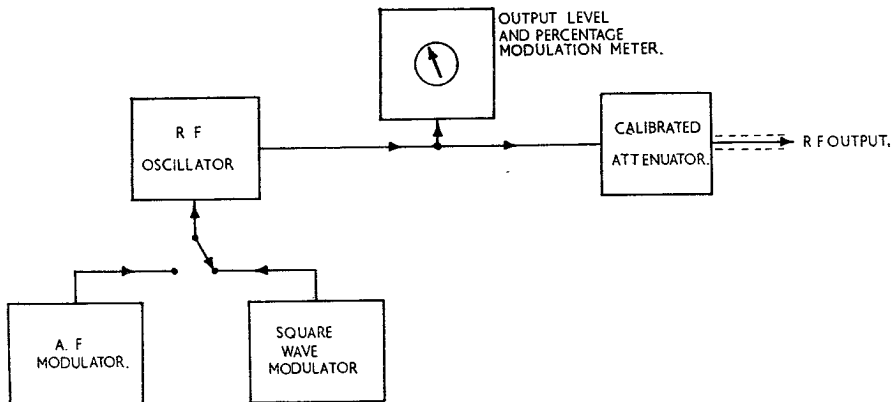 OUTPUT LEVEL
AND PERCENTAGE
MODULATION METER.
R F
OSCILLATOR
CALIBRATED
ATTENUATOR.
R F OUTPUT.
A. F
MODULATOR.
SQUARE
WAVE
MODULATOR